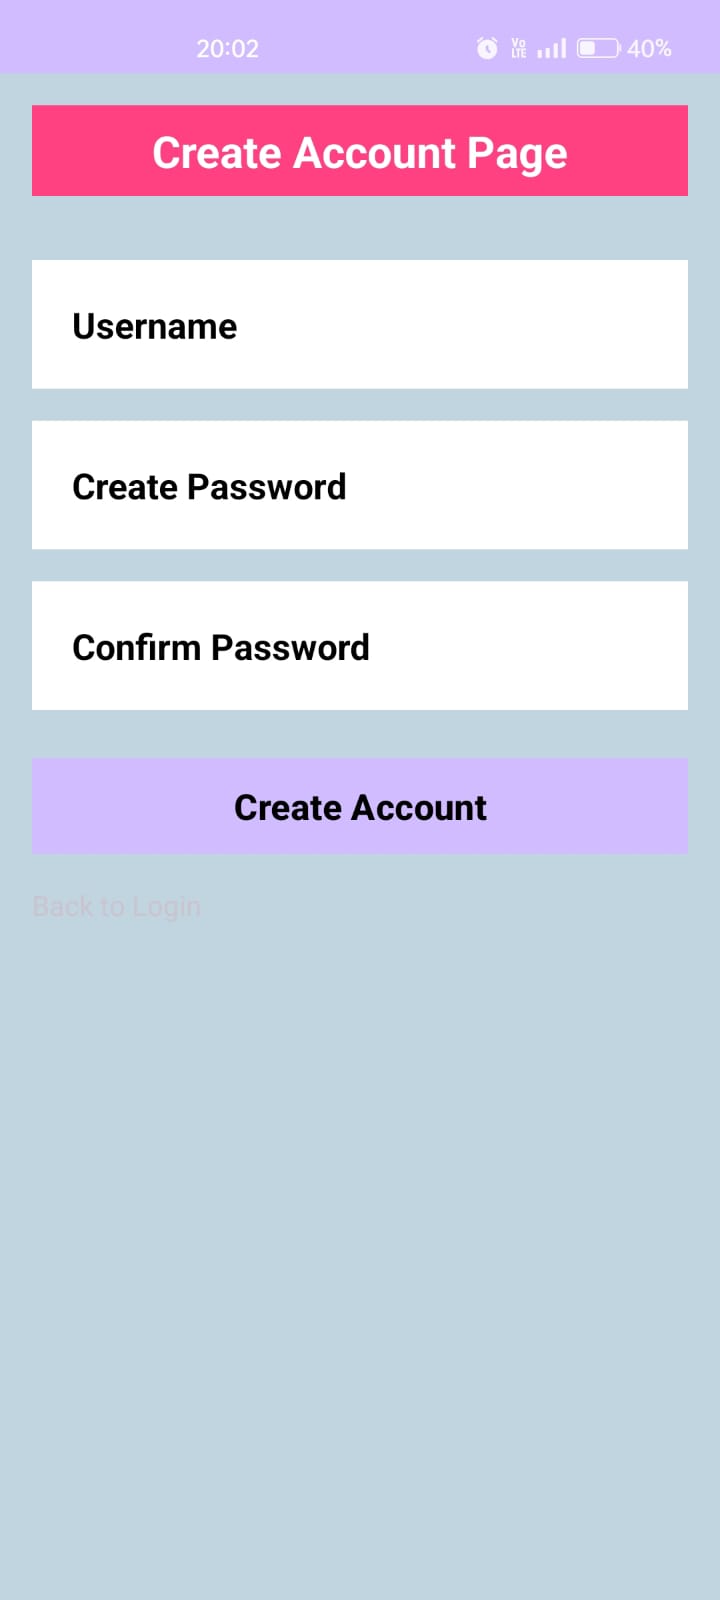 20:02 Vo LTE 40%
Create Account Page
Username
Create Password
Confirm Password
Create Account
Back to Login